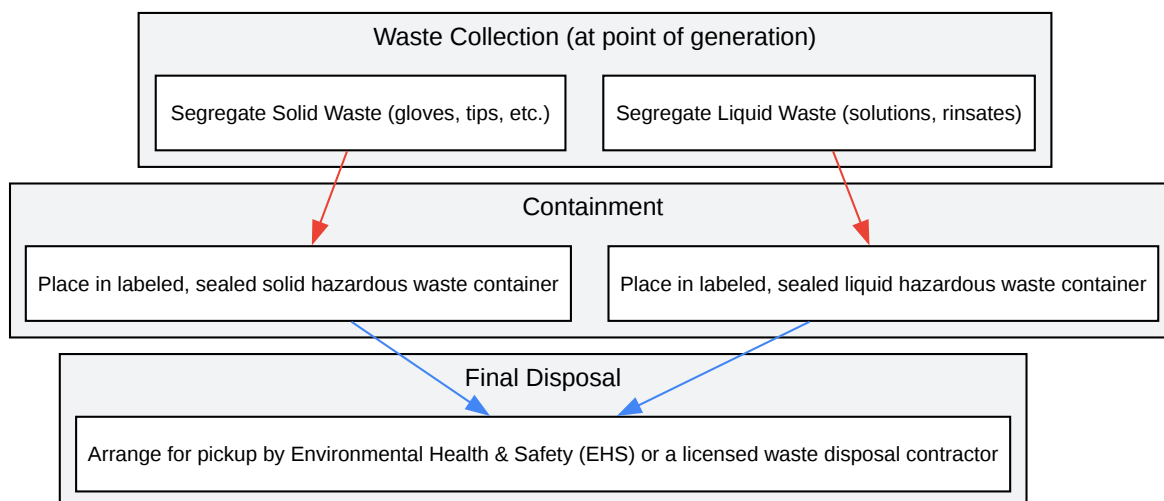 Waste Collection (at point of generation)
Segregate Solid Waste (gloves, tips, etc.)
Segregate Liquid Waste (solutions, rinsates)
Containment
Place in labeled, sealed solid hazardous waste container
Place in labeled, sealed liquid hazardous waste container
Final Disposal
Arrange for pickup by Environmental Health & Safety (EHS) or a licensed waste disposal contractor